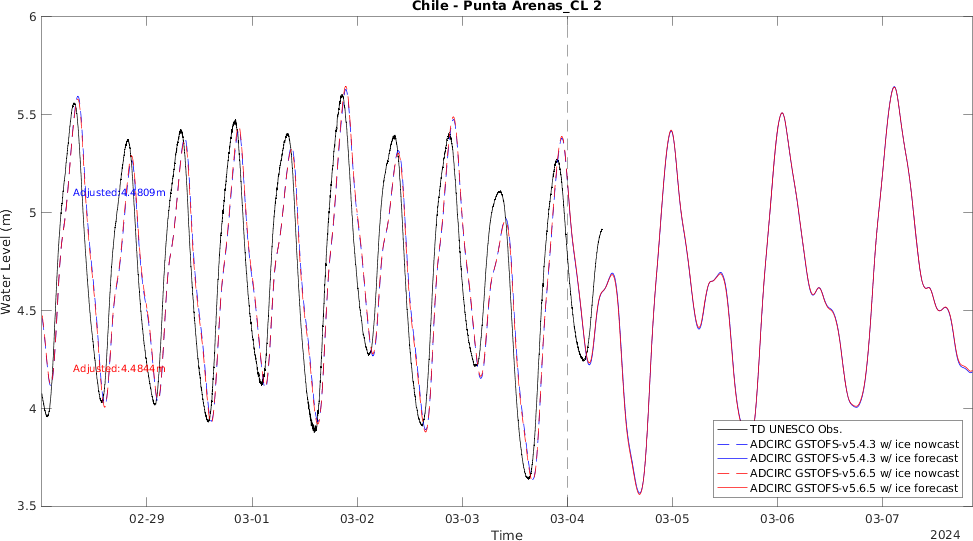 Chile - Punta Arenas_CL 2
6
5.5
5
4.5
4
3.5
Water Level (m)
Adjusted:4.4809m
Adjusted:4.4844m
TD UNESCO Obs.
ADCIRC GSTOFS-v5.4.3 w/ ice nowcast
ADCIRC GSTOFS-v5.4.3 w/ ice forecast
ADCIRC GSTOFS-v5.6.5 w/ ice nowcast
ADCIRC GSTOFS-v5.6.5 w/ ice forecast
02-29 03-01 03-02 03-03 03-04 03-05 03-06 03-07
Time
2024